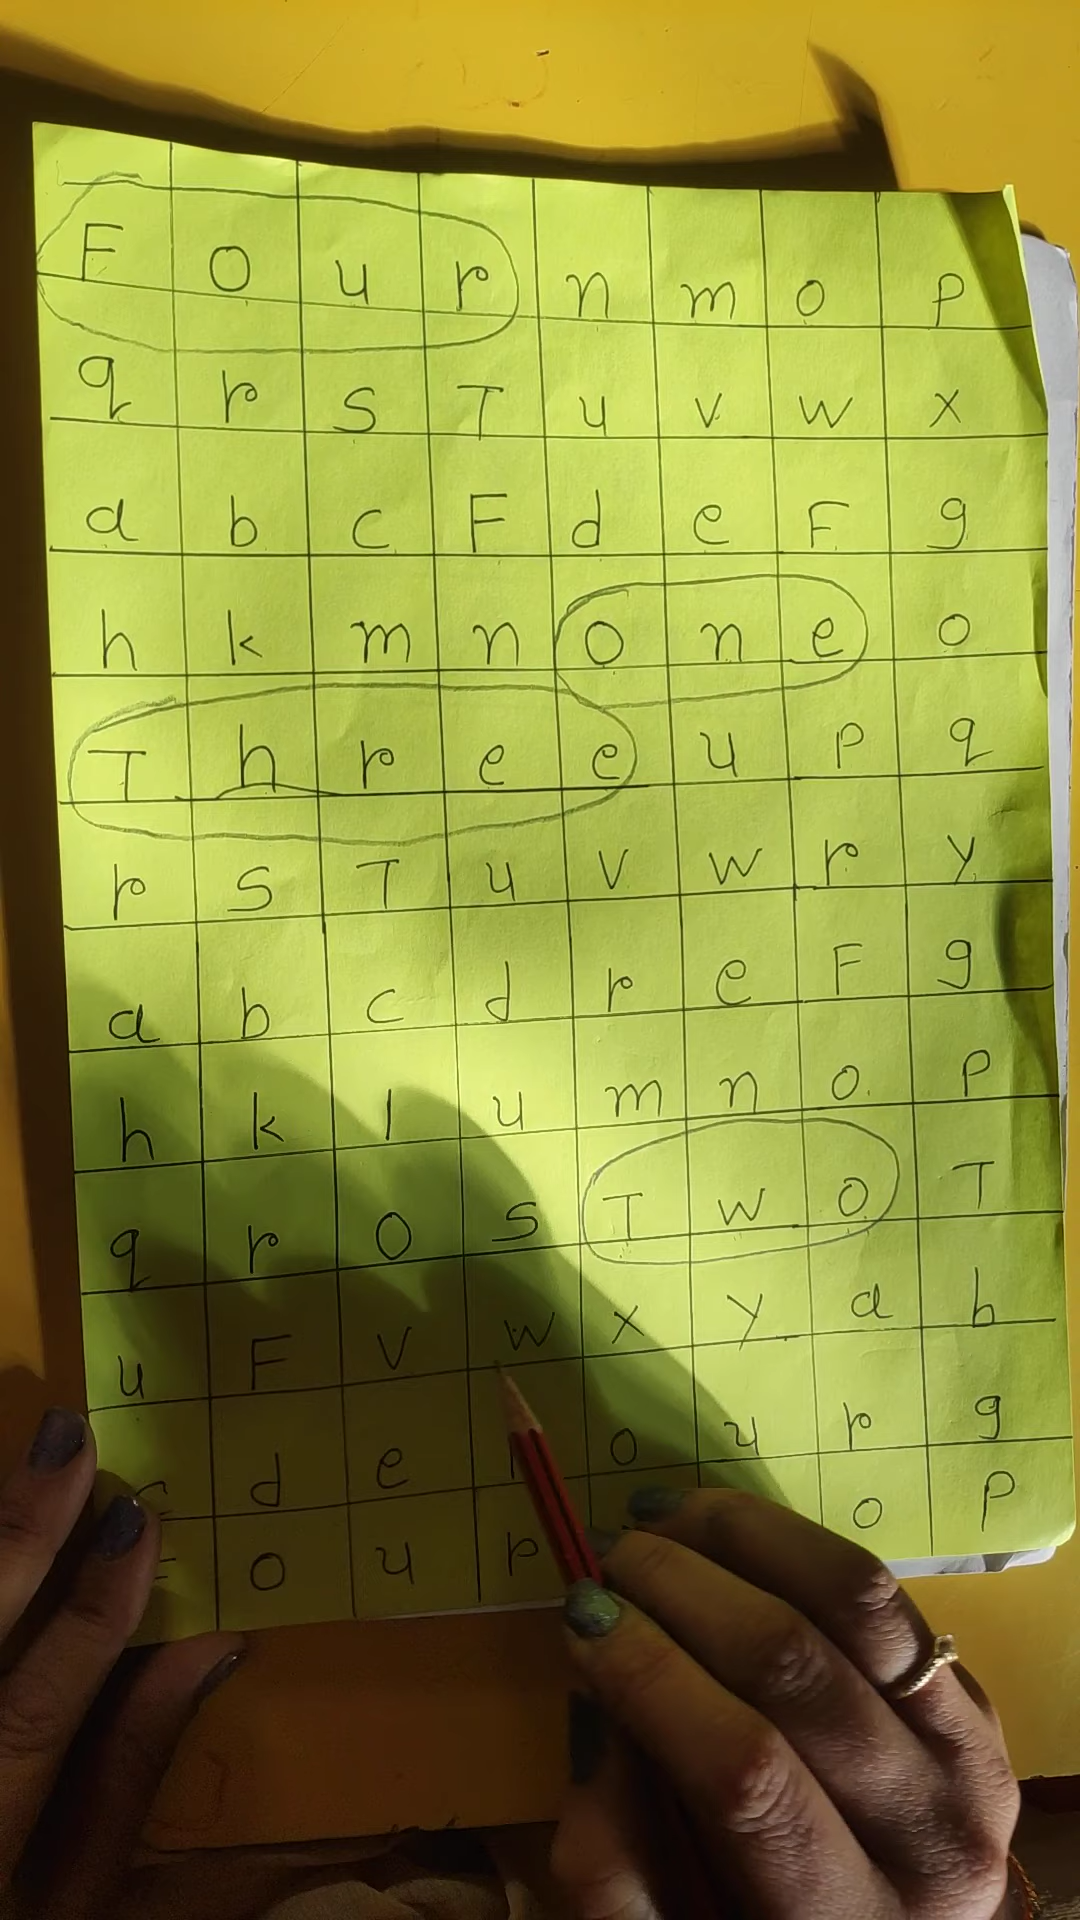 F o u r n m o p
q r s T u v w x
a b c F d e F g
h k m n o n e o
T h r e e u p q
r s T u v w r y
a b c d r e F g
h k l u m n o p
q r o s T w o T
u F v w x y a b
d e o u r g
o u r o p